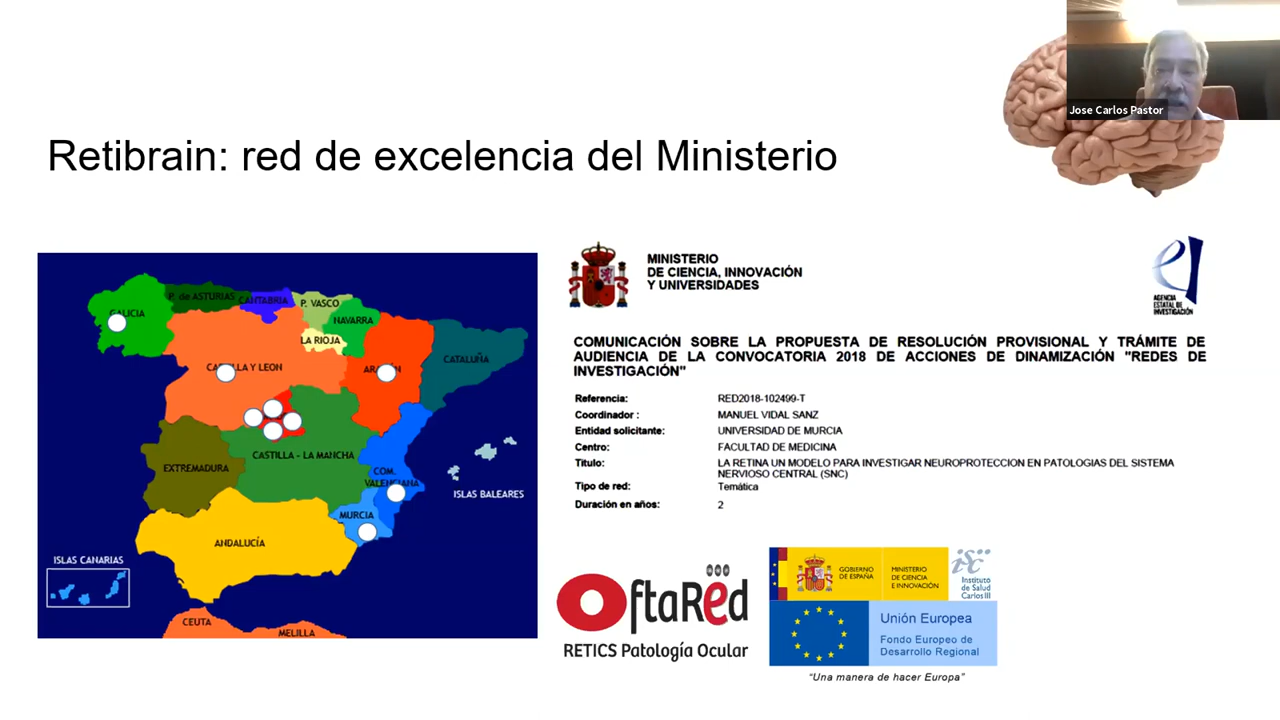 Jose Carlos Pastor
Retibrain: red de excelencia del Ministerio
P. de ASTURIAS
CANTABRIA
P. VASCO
NAVARRA
LA RIOJA
CATALUÑA
Y LEON
EXTREMADURA
CASTILLA - LA MANCHA
COM.
ISLAS BALEARES
MURCIA
ANDALUCÍA
ISLAS CANARIAS
CEUTA
MELILLA
MINISTERIO
DE CIENCIA, INNOVACIÓN
Y UNIVERSIDADES
AGENCIA
ESTATAL DE
INVESTIGACIÓN
COMUNICACIÓN SOBRE LA PROPUESTA DE RESOLUCIÓN PROVISIONAL Y TRÁMITE DE
AUDIENCIA DE LA CONVOCATORIA 2018 DE ACCIONES DE DINAMIZACIÓN "REDES DE
INVESTIGACIÓN"
Referencia: RED2018-102499-T
Coordinador : MANUEL VIDAL SANZ
Entidad solicitante: UNIVERSIDAD DE MURCIA
Centro: FACULTAD DE MEDICINA
Titulo: LA RETINA UN MODELO PARA INVESTIGAR NEUROPROTECCION EN PATOLOGIAS DEL SISTEMA
NERVIOSO CENTRAL (SNC)
Tipo de red: Temática
Duración en años: 2
OftaRed
RETICS Patología Ocular
GOBIERNO
DE ESPAÑA
MINISTERIO
DE CIENCIA
E INNOVACIÓN
isc
Instituto
de Salud
Carlos III
Unión Europea
Fondo Europeo de
Desarrollo Regional
“Una manera de hacer Europa”